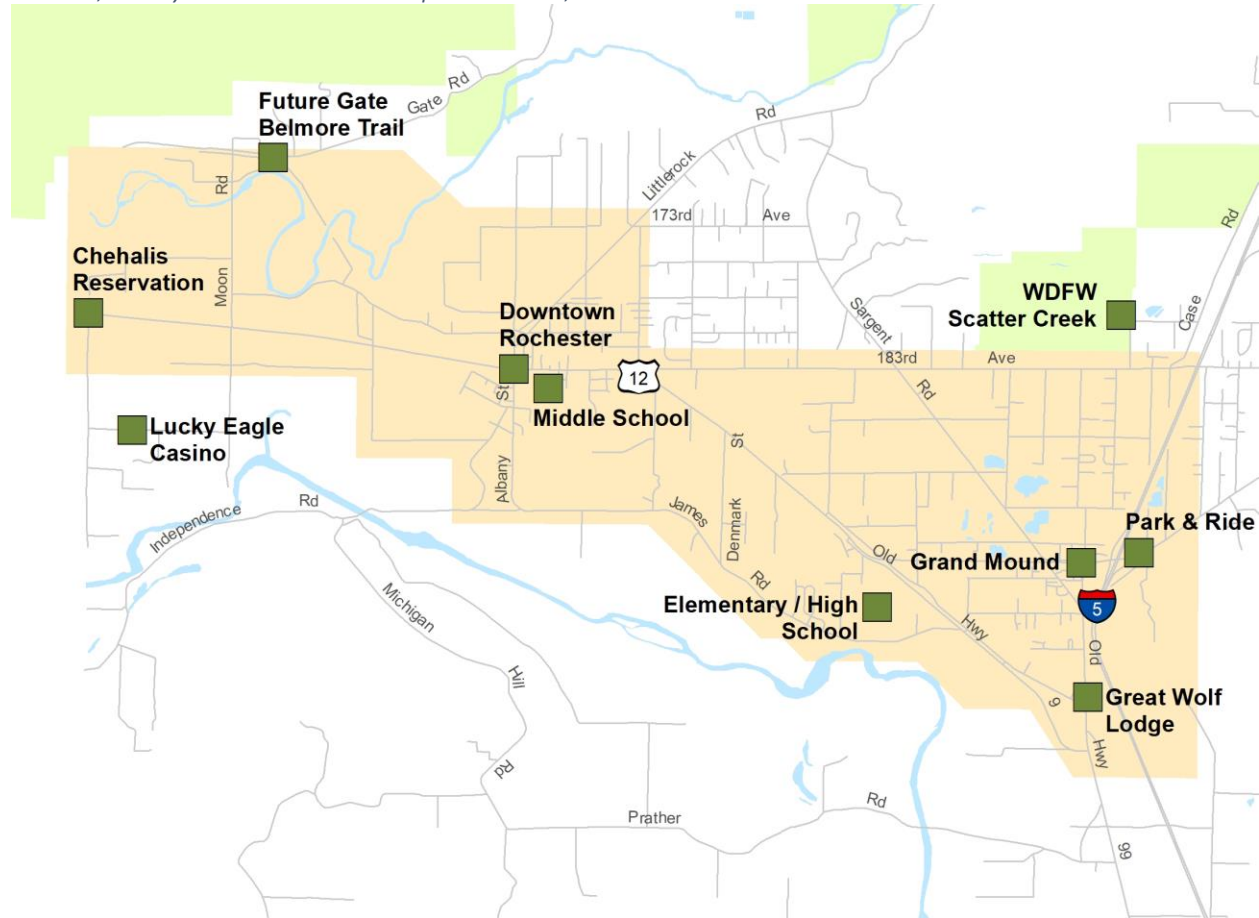 Future Gate
Belmore Trail
Gate Rd
Rd
Littlerock
173rd Ave
Rd
Chehalis
Reservation
Moon
Downtown
Rochester
WDFW
Scatter Creek
Case
Sargent
183rd Ave
12
Rd
St
Middle School
Lucky Eagle
Casino
St
Albany
Independence Rd
James
Denmark
Park & Ride
Old
Grand Mound
Michigan
Rd
Elementary / High
School
5
Hwy
Old
Hill
9
Great Wolf
Lodge
Hwy
Rd
Rd
Prather
99